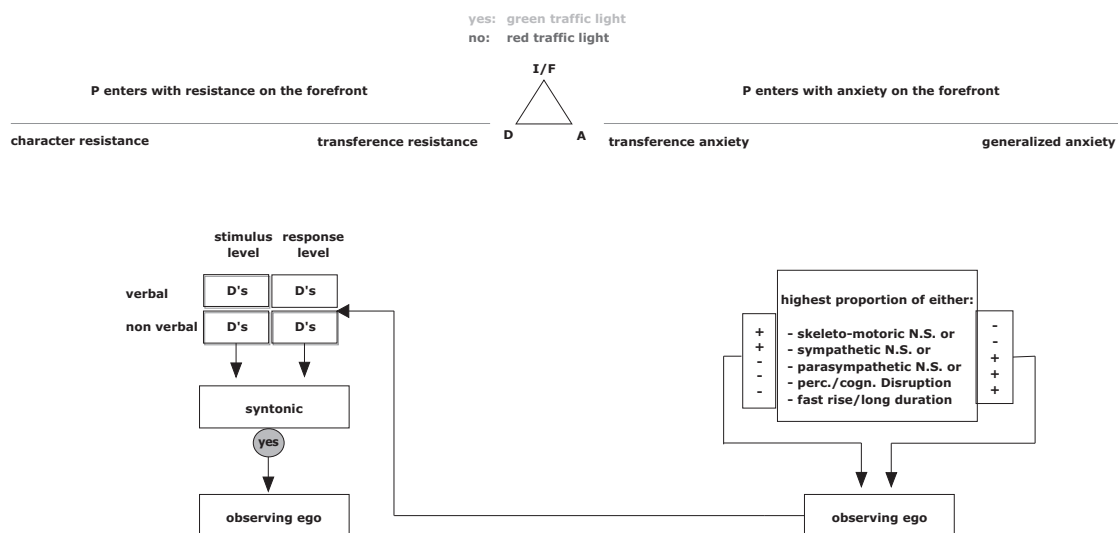 yes: green traffic light
no: red traffic light
I/F
P enters with resistance on the forefront
P enters with anxiety on the forefront
D
A
character resistance
transference resistance
transference anxiety
generalized anxiety
stimulus level
response level
verbal
D's
D's
non verbal
D's
D's
syntonic
yes
observing ego
highest proportion of either:
+
- skeleto-motoric N.S. or
-
+
- sympathetic N.S. or
-
-
- parasympathetic N.S. or
+
-
- perc./cogn. Disruption
+
-
- fast rise/long duration
+
observing ego